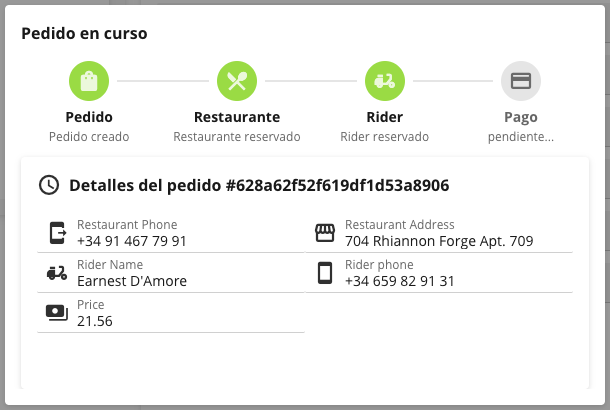 Pedido en curso
Pedido
Restaurante
Rider
Pago
Pedido creado
Restaurante reservado
Rider reservado
pendiente...
Detalles del pedido #628a62f52f619df1d53a8906
Restaurant Phone
+34 91 467 79 91
Restaurant Address
704 Rhiannon Forge Apt. 709
Rider Name
Earnest D'Amore
Rider phone
+34 659 82 91 31
Price
21.56